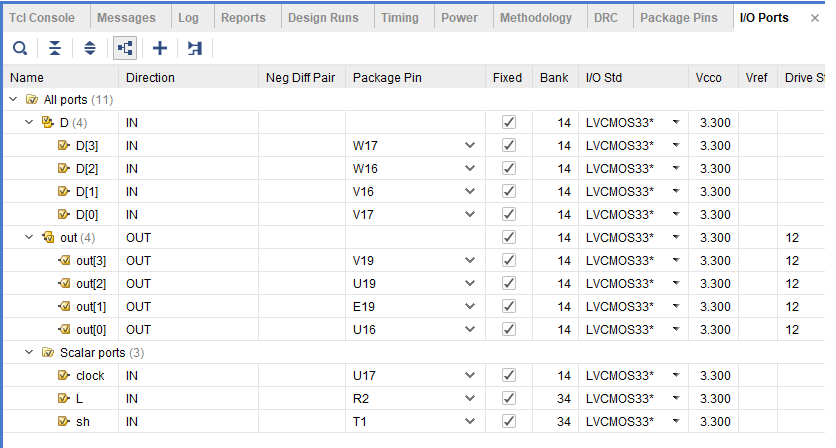 Tcl Console Messages Log Reports Design Runs Timing Power Methodology DRC Package Pins I/O Ports ×
Name Direction Neg Diff Pair Package Pin Fixed Bank I/O Std Vcco Vref Drive St
All ports (11)
D (4) IN 14 LVCMOS33* 3.300
D[3] IN W17 14 LVCMOS33* 3.300
D[2] IN W16 14 LVCMOS33* 3.300
D[1] IN V16 14 LVCMOS33* 3.300
D[0] IN V17 14 LVCMOS33* 3.300
out (4) OUT 14 LVCMOS33* 3.300 12
out[3] OUT V19 14 LVCMOS33* 3.300 12
out[2] OUT U19 14 LVCMOS33* 3.300 12
out[1] OUT E19 14 LVCMOS33* 3.300 12
out[0] OUT U16 14 LVCMOS33* 3.300 12
Scalar ports (3)
clock IN U17 14 LVCMOS33* 3.300
L IN R2 34 LVCMOS33* 3.300
sh IN T1 34 LVCMOS33* 3.300